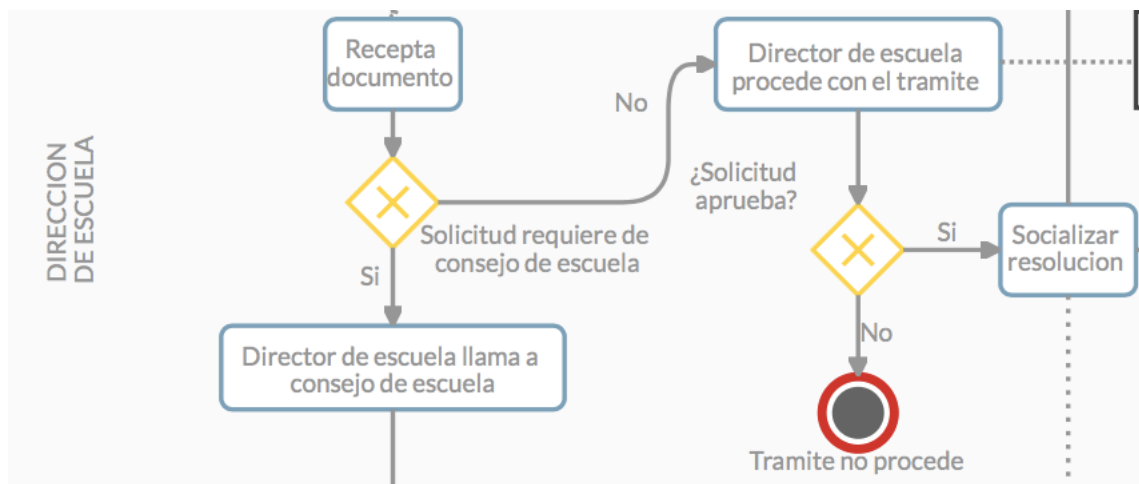 DIRECCION
DE ESCUELA
Recepta
documento
Director de escuela
procede con el tramite
No
¿Solicitud
aprueba?
Solicitud requiere de
consejo de escuela
Si
Si
Socializar
resolucion
Director de escuela llama a
consejo de escuela
No
Tramite no procede